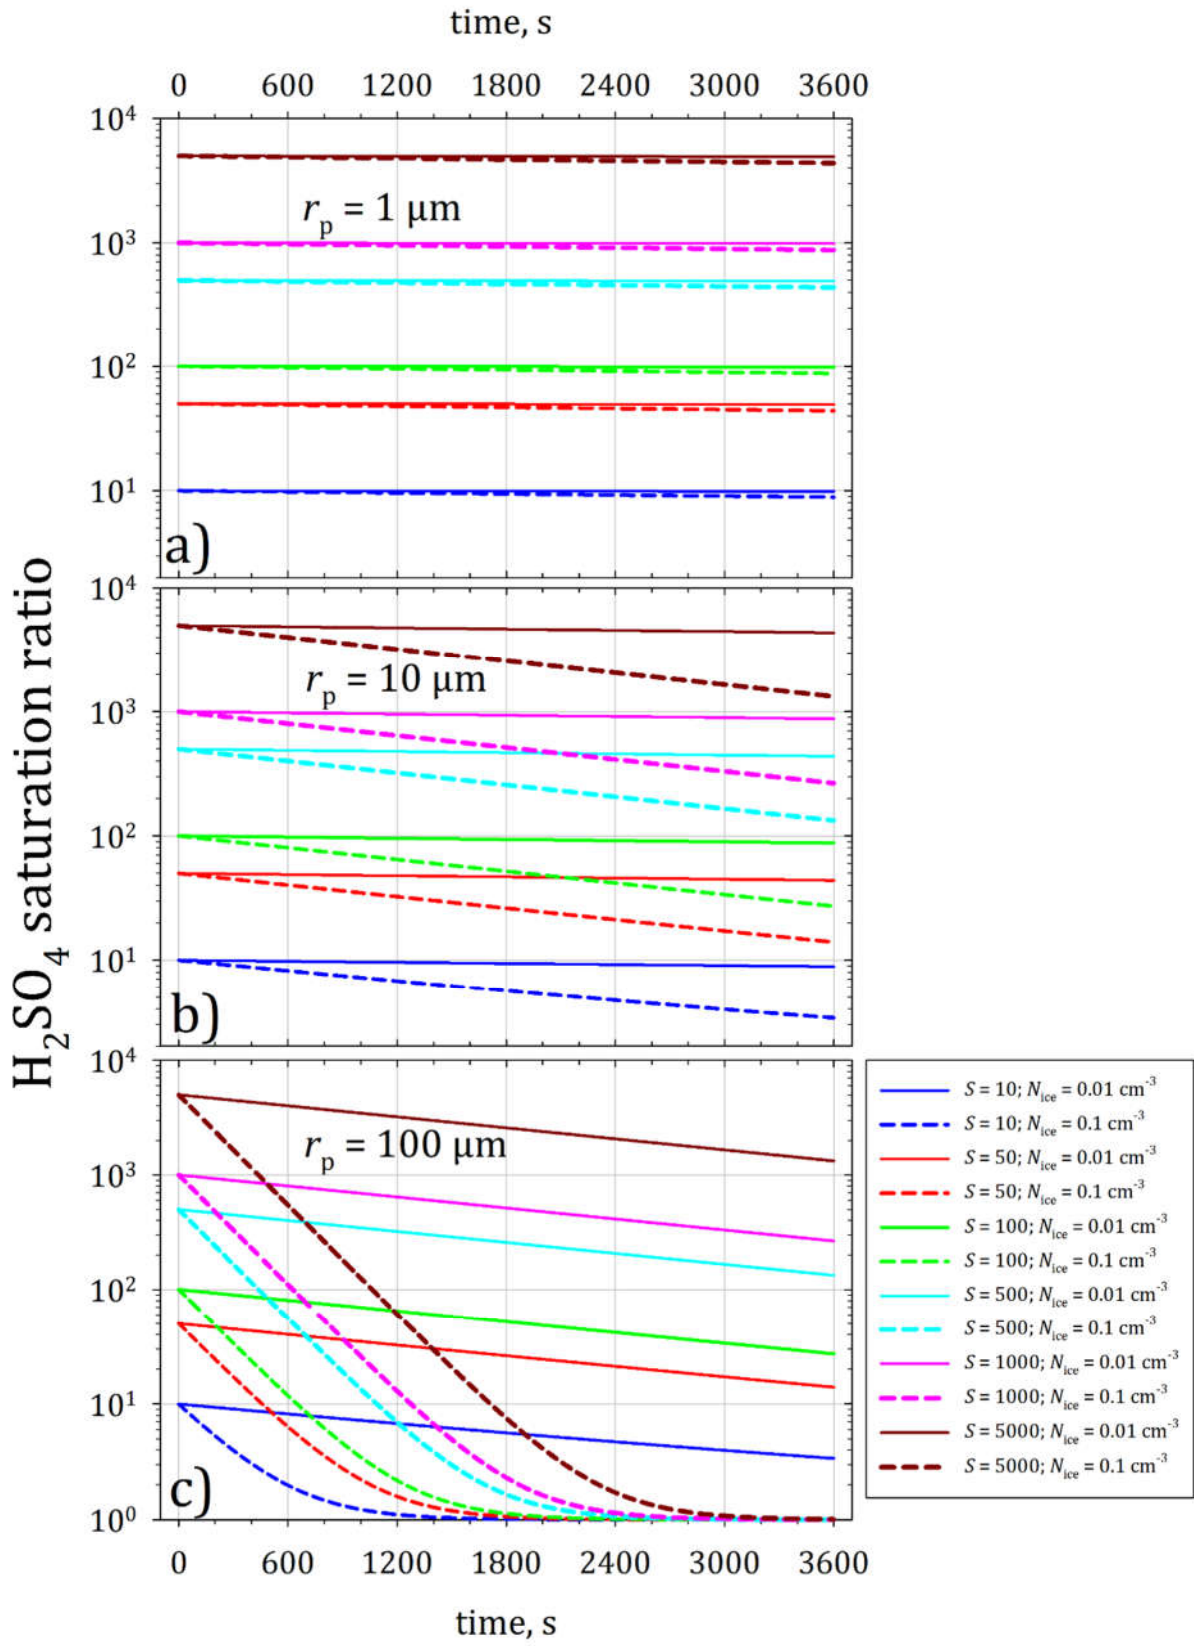 time, s
0 600 1200 1800 2400 3000 3600
10⁴
r_p = 1 µm
10³
10²
10¹
a)
H₂SO₄ saturation ratio
10⁴
r_p = 10 µm
10³
10²
10¹
b)
10⁴
r_p = 100 µm
10³
10²
10¹
c)
10⁰
0 600 1200 1800 2400 3000 3600
time, s
S = 10; N_ice = 0.01 cm⁻³
S = 10; N_ice = 0.1 cm⁻³
S = 50; N_ice = 0.01 cm⁻³
S = 50; N_ice = 0.1 cm⁻³
S = 100; N_ice = 0.01 cm⁻³
S = 100; N_ice = 0.1 cm⁻³
S = 500; N_ice = 0.01 cm⁻³
S = 500; N_ice = 0.1 cm⁻³
S = 1000; N_ice = 0.01 cm⁻³
S = 1000; N_ice = 0.1 cm⁻³
S = 5000; N_ice = 0.01 cm⁻³
S = 5000; N_ice = 0.1 cm⁻³